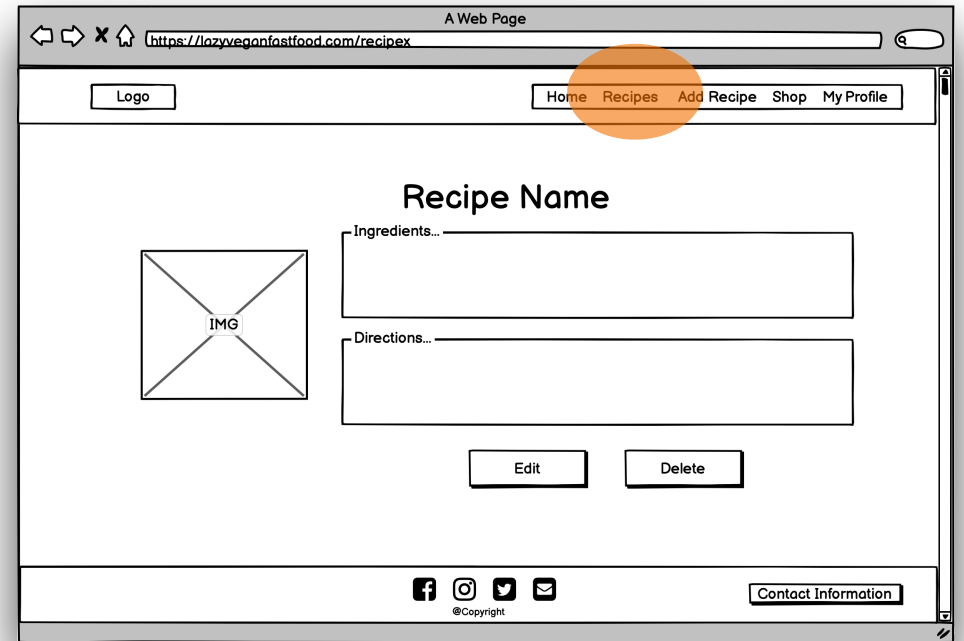 A Web Page
https://lazyveganfastfood.com/recipex
Logo
Home Recipes Add Recipe Shop My Profile
Recipe Name
Ingredients...
IMG
Directions...
Edit Delete
@Copyright
Contact Information